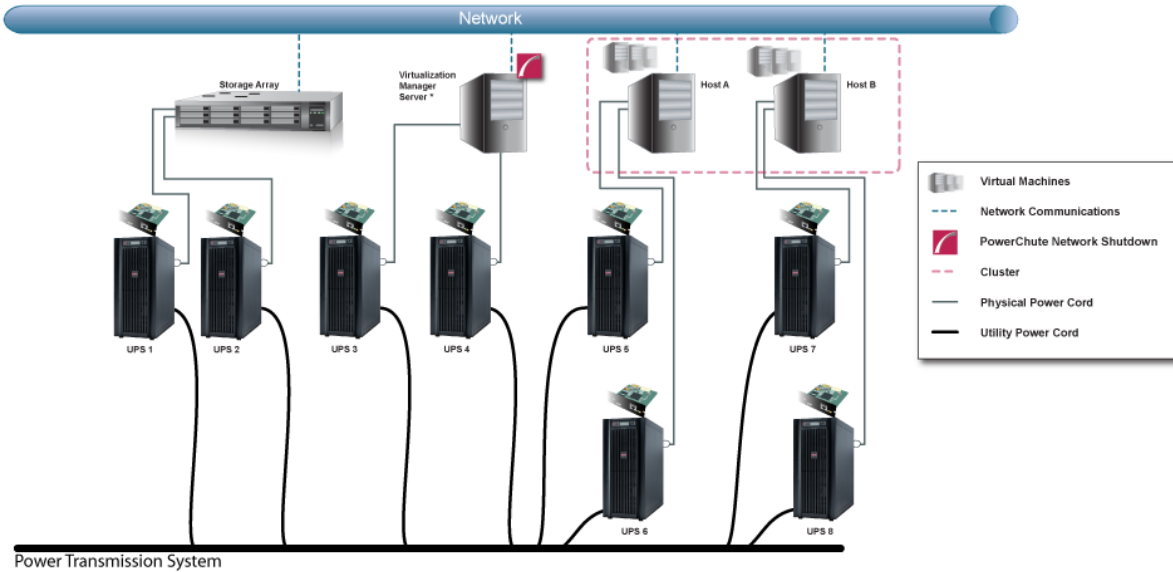 Network
Storage Array
Virtualization
Manager
Server *
Host A
Host B
Virtual Machines
Network Communications
PowerChute Network Shutdown
Cluster
Physical Power Cord
Utility Power Cord
UPS 1
UPS 2
UPS 3
UPS 4
UPS 5
UPS 7
UPS 6
UPS 8
Power Transmission System